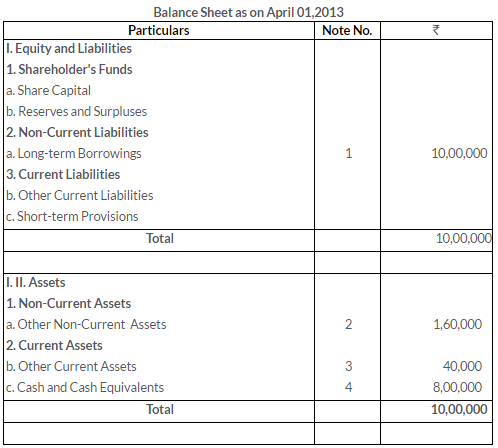 Balance Sheet as on April 01,2013
Particulars Note No. ₹
I. Equity and Liabilities
1. Shareholder's Funds
a. Share Capital
b. Reserves and Surpluses
2. Non-Current Liabilities
a. Long-term Borrowings 1 10,00,000
3. Current Liabilities
b. Other Current Liabilities
c. Short-term Provisions
Total 10,00,000
I. II. Assets
1. Non-Current Assets
a. Other Non-Current Assets 2 1,60,000
2. Current Assets
b. Other Current Assets 3 40,000
c. Cash and Cash Equivalents 4 8,00,000
Total 10,00,000